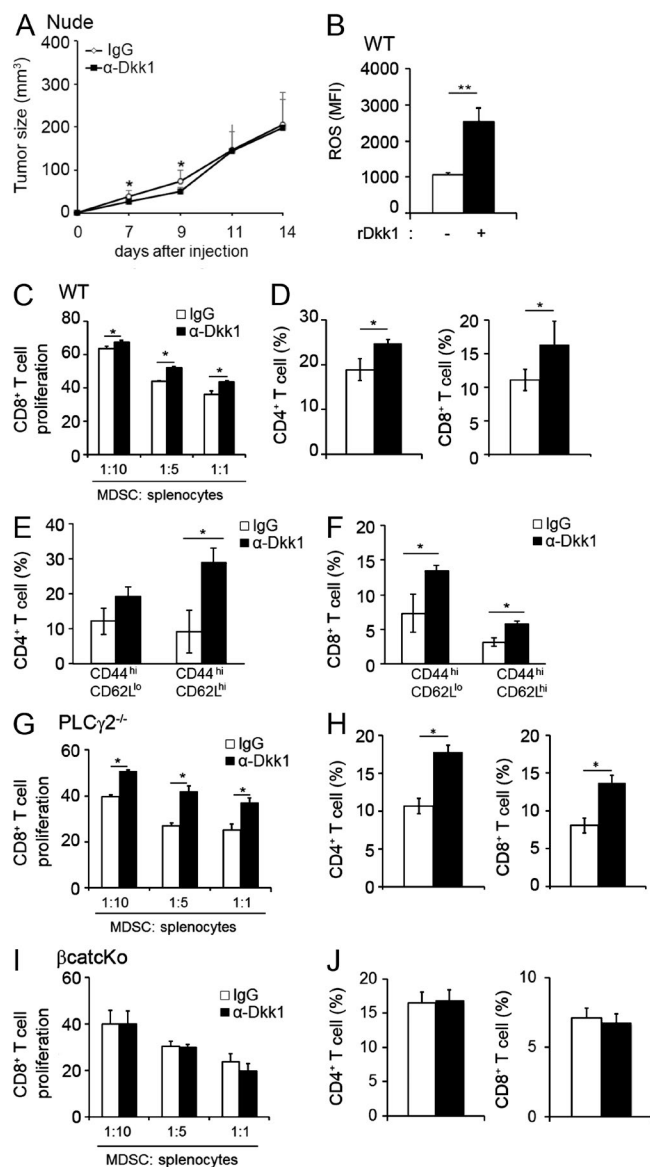 A Nude
IgG
α-Dkk1
Tumor size (mm³)
400
300
200
100
0
0 7 9 11 14
* *
days after injection
B WT
ROS (MFI)
4000
3000
2000
1000
0
**
rDkk1 : - +
C WT
IgG
α-Dkk1
CD8⁺ T cell
proliferation
60
40
20
0
* * *
1:10 1:5 1:1
MDSC: splenocytes
D
CD4⁺ T cell (%)
30
20
10
0
*
CD8⁺ T cell (%)
20
15
10
5
0
*
E
IgG
α-Dkk1
CD4⁺ T cell (%)
40
30
20
10
0
*
CD44ʰⁱ CD44ʰⁱ
CD62Lˡᵒ CD62Lʰⁱ
F
IgG
α-Dkk1
CD8⁺ T cell (%)
20
15
10
5
0
* *
CD44ʰⁱ CD44ʰⁱ
CD62Lˡᵒ CD62Lʰⁱ
G PLCγ2⁻/⁻
IgG
α-Dkk1
CD8⁺ T cell
proliferation
60
40
20
0
* * *
1:10 1:5 1:1
MDSC: splenocytes
H
CD4⁺ T cell (%)
20
15
10
5
0
*
CD8⁺ T cell (%)
20
15
10
5
0
*
I βcatcKo
IgG
α-Dkk1
CD8⁺ T cell
proliferation
60
40
20
0
1:10 1:5 1:1
MDSC: splenocytes
J
CD4⁺ T cell (%)
20
15
10
5
0
CD8⁺ T cell (%)
10
5
0